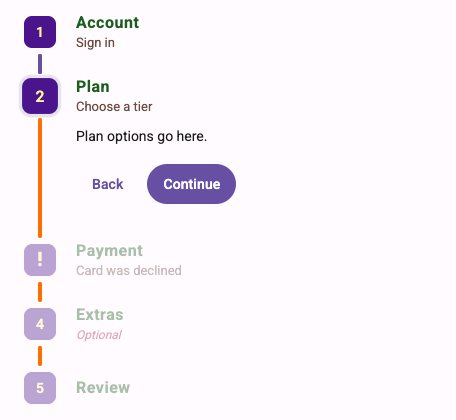 1
Account
Sign in
2
Plan
Choose a tier
Plan options go here.
Back
Continue
!
Payment
Card was declined
4
Extras
Optional
5
Review